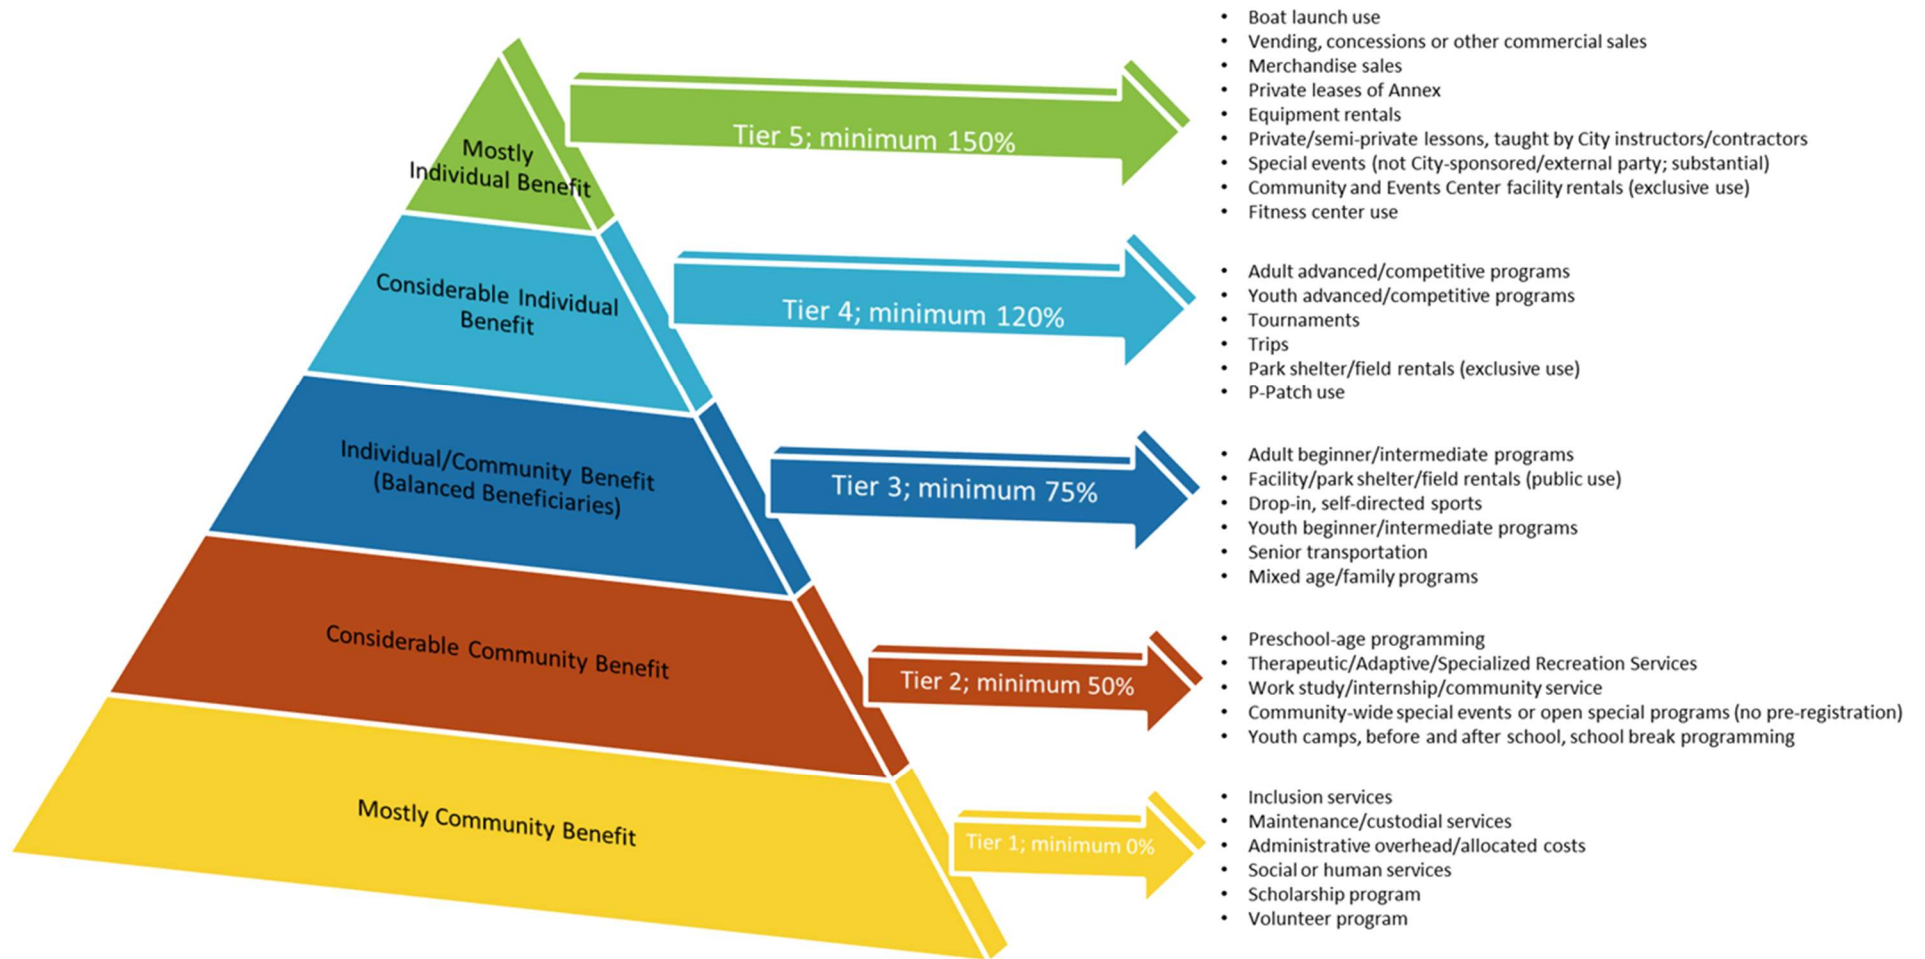 Mostly
Individual Benefit
Tier 5; minimum 150%
• Boat launch use
• Vending, concessions or other commercial sales
• Merchandise sales
• Private leases of Annex
• Equipment rentals
• Private/semi-private lessons, taught by City instructors/contractors
• Special events (not City-sponsored/external party; substantial)
• Community and Events Center facility rentals (exclusive use)
• Fitness center use
Considerable Individual
Benefit
Tier 4; minimum 120%
• Adult advanced/competitive programs
• Youth advanced/competitive programs
• Tournaments
• Trips
• Park shelter/field rentals (exclusive use)
• P-Patch use
Individual/Community Benefit
(Balanced Beneficiaries)
Tier 3; minimum 75%
• Adult beginner/intermediate programs
• Facility/park shelter/field rentals (public use)
• Drop-in, self-directed sports
• Youth beginner/intermediate programs
• Senior transportation
• Mixed age/family programs
Considerable Community Benefit
Tier 2; minimum 50%
• Preschool-age programming
• Therapeutic/Adaptive/Specialized Recreation Services
• Work study/internship/community service
• Community-wide special events or open special programs (no pre-registration)
• Youth camps, before and after school, school break programming
Mostly Community Benefit
Tier 1; minimum 0%
• Inclusion services
• Maintenance/custodial services
• Administrative overhead/allocated costs
• Social or human services
• Scholarship program
• Volunteer program